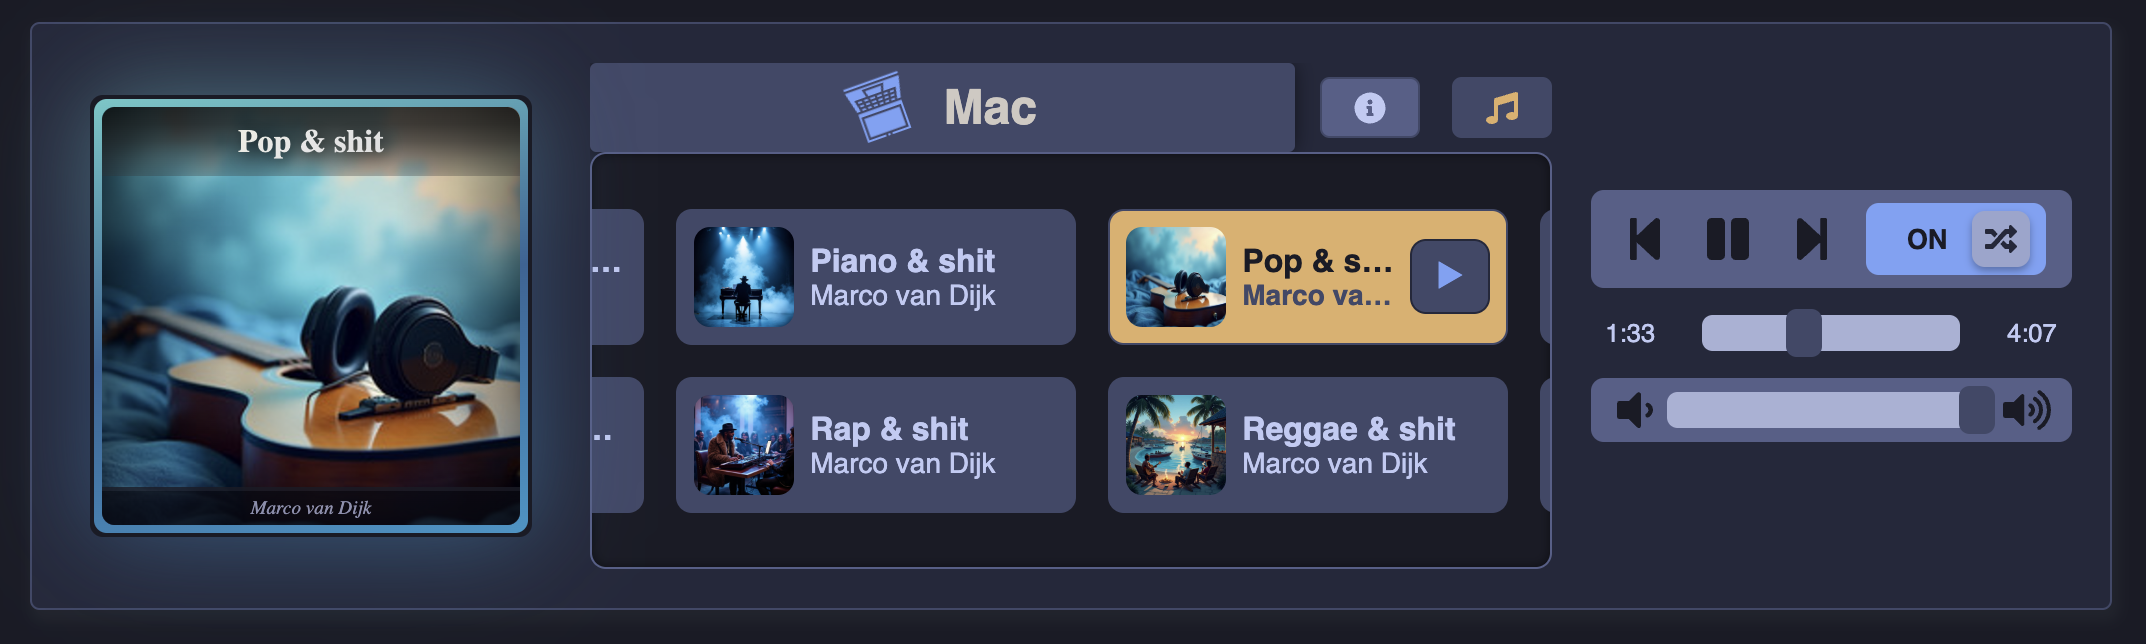 Pop & shit
Marco van Dijk
Mac
...
Piano & shit
Marco van Dijk
Pop & s...
Marco va...
..
Rap & shit
Marco van Dijk
Reggae & shit
Marco van Dijk
ON
1:33
4:07